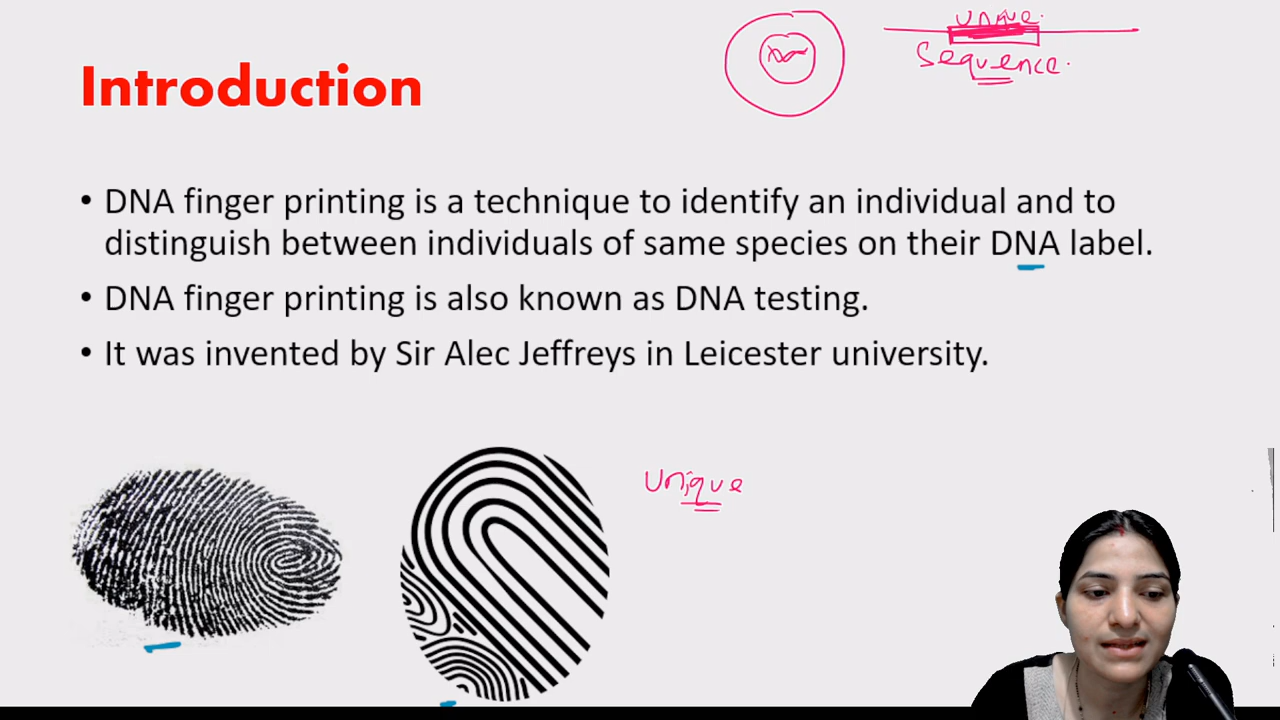 unique.
Sequence.
Introduction
• DNA finger printing is a technique to identify an individual and to
distinguish between individuals of same species on their DNA label.
• DNA finger printing is also known as DNA testing.
• It was invented by Sir Alec Jeffreys in Leicester university.
Unique